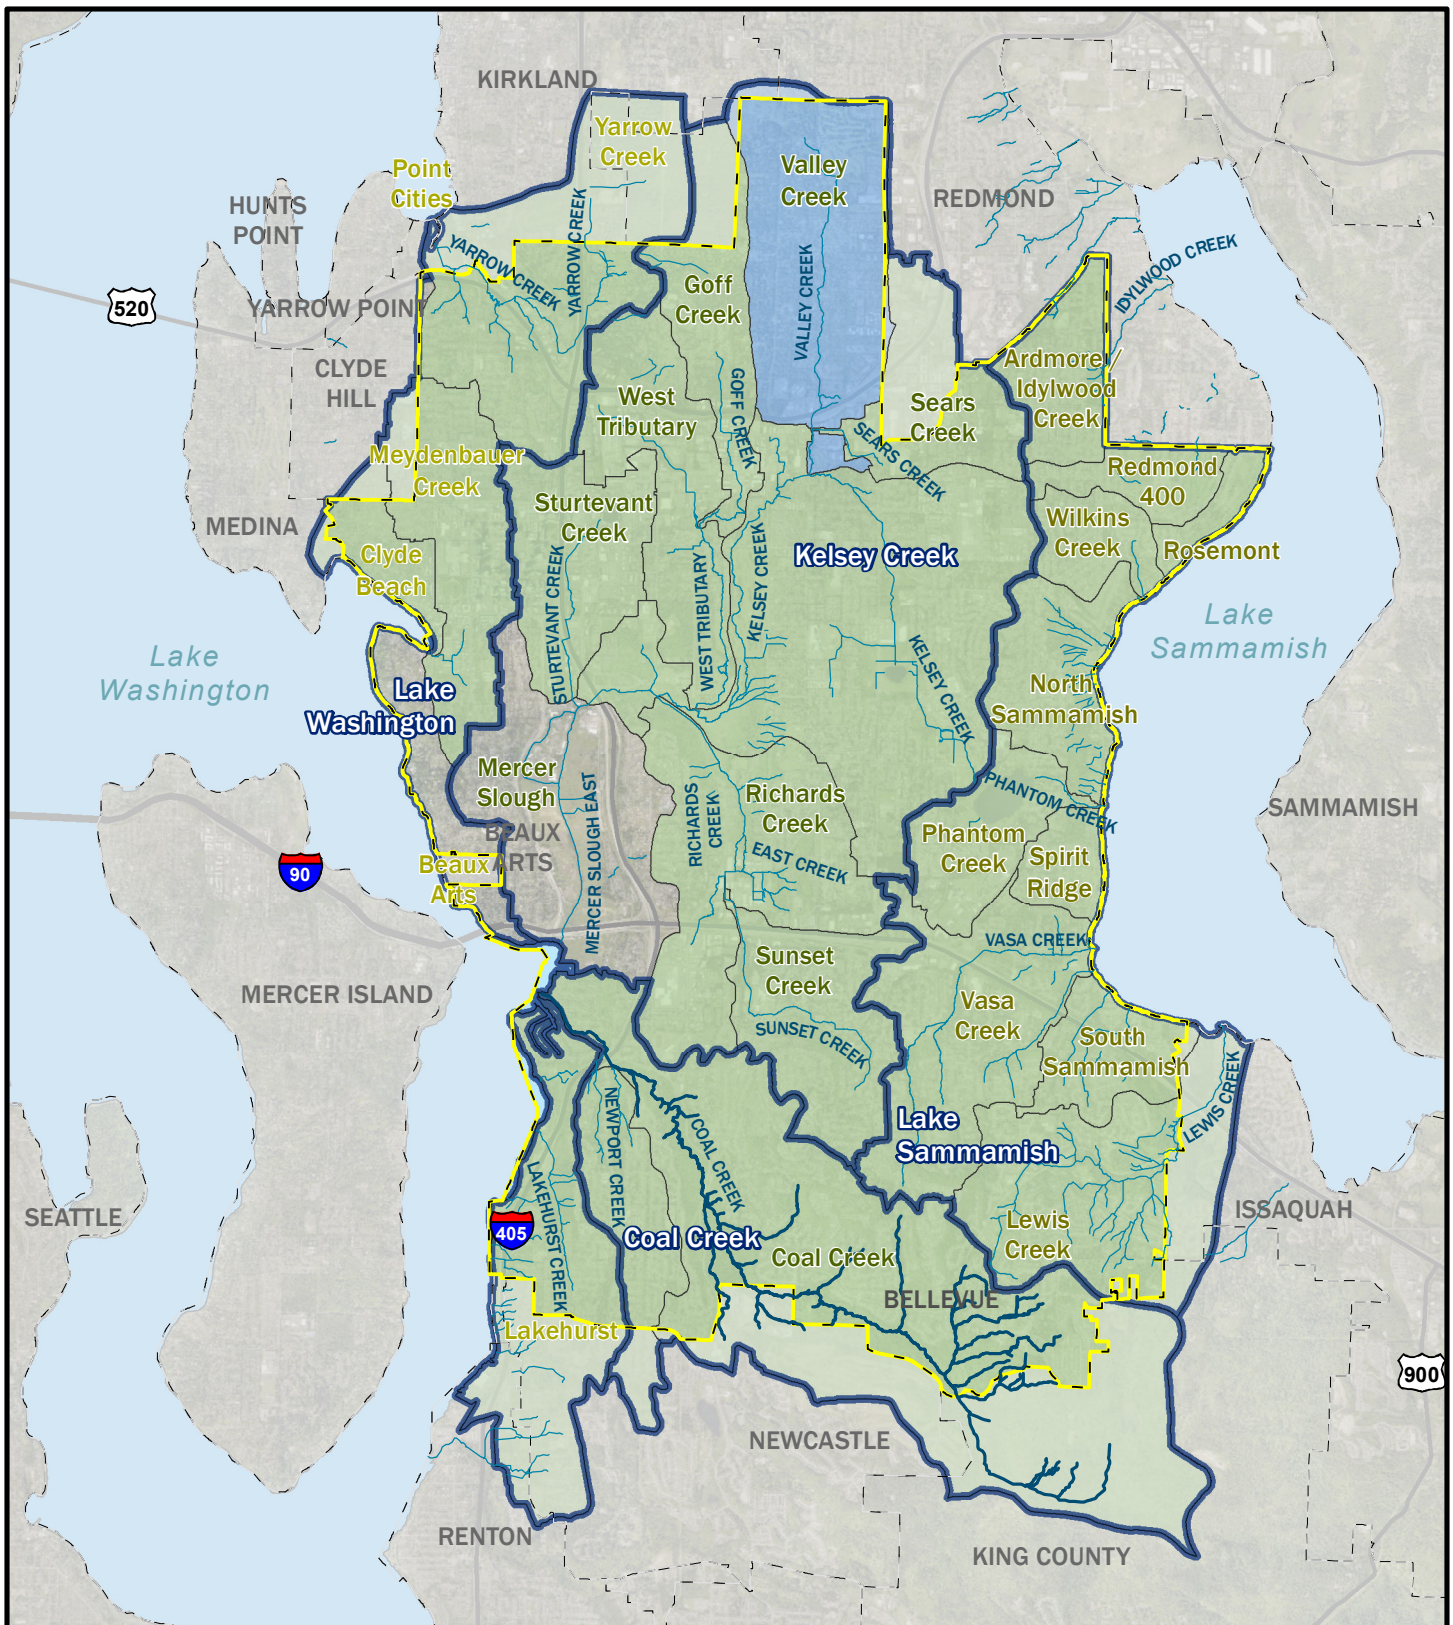 KIRKLAND
Yarrow
Creek
Point
Cities
Valley
Creek
HUNTS
POINT
REDMOND
YARROW CREEK
YARROW CREEK
IDYLWOOD CREEK
VALLEY CREEK
Goff
Creek
520
YARROW POINT
CLYDE
HILL
Ardmore /
Idylwood
Creek
West
Tributary
GOFF CREEK
Sears
Creek
SEARS CREEK
Meydenbauer
Creek
Redmond
400
Sturtevant
Creek
Wilkins
Creek
MEDINA
Rosemont
Clyde
Beach
Kelsey Creek
STURTEVANT CREEK
WEST TRIBUTARY
KELSEY CREEK
KELSEY CREEK
Lake
Sammamish
Lake
Washington
Lake
Washington
North
Sammamish
Mercer
Slough
BEAUX
ARTS
MERCER SLOUGH EAST
RICHARDS
CREEK
Richards
Creek
PHANTOM CREEK
SAMMAMISH
Phantom
Creek
Spirit
Ridge
EAST CREEK
Beaux
Arts
90
VASA CREEK
Sunset
Creek
MERCER ISLAND
Vasa
Creek
SUNSET CREEK
South
Sammamish
LEWIS CREEK
NEWPORT CREEK
COAL CREEK
Lake
Sammamish
LAKEHURST CREEK
SEATTLE
ISSAQUAH
405
Coal Creek
Coal Creek
Lewis
Creek
BELLEVUE
Lakehurst
900
NEWCASTLE
RENTON
KING COUNTY